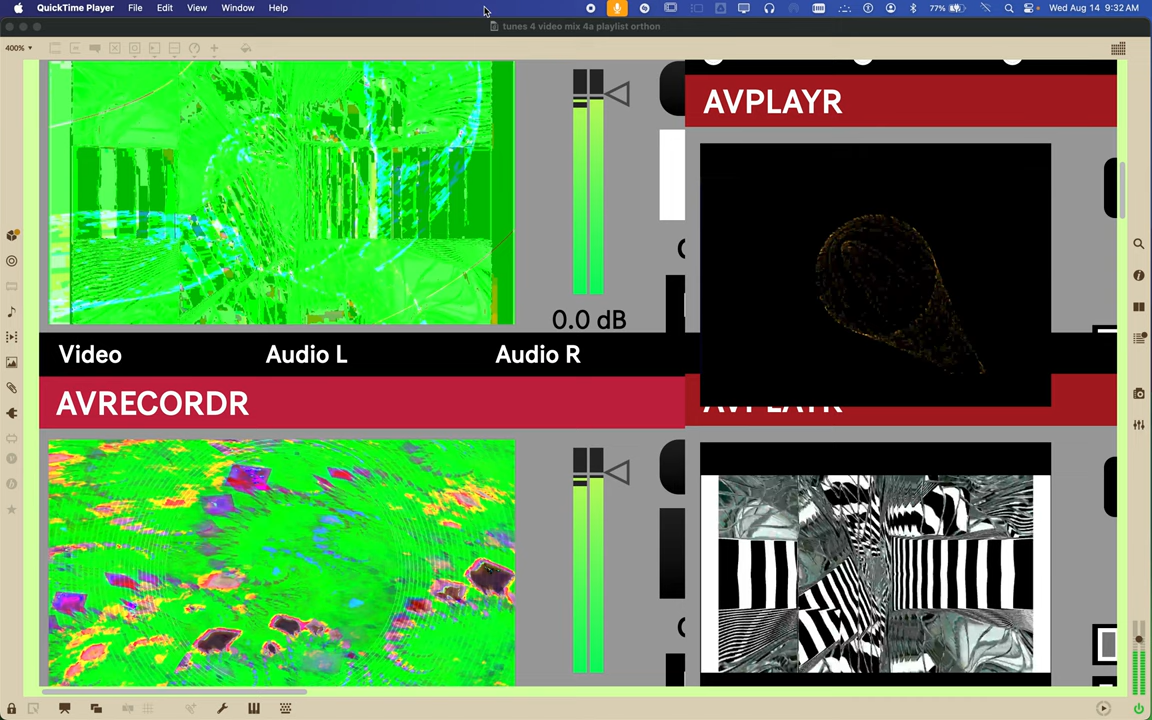 QuickTime Player File Edit View Window Help 77% Wed Aug 14 9:32 AM
tunes 4 video mix 4a playlist orthon
400%
AVPLAYR
0.0 dB
Video Audio L Audio R
AVRECORDR
AVPLAYR